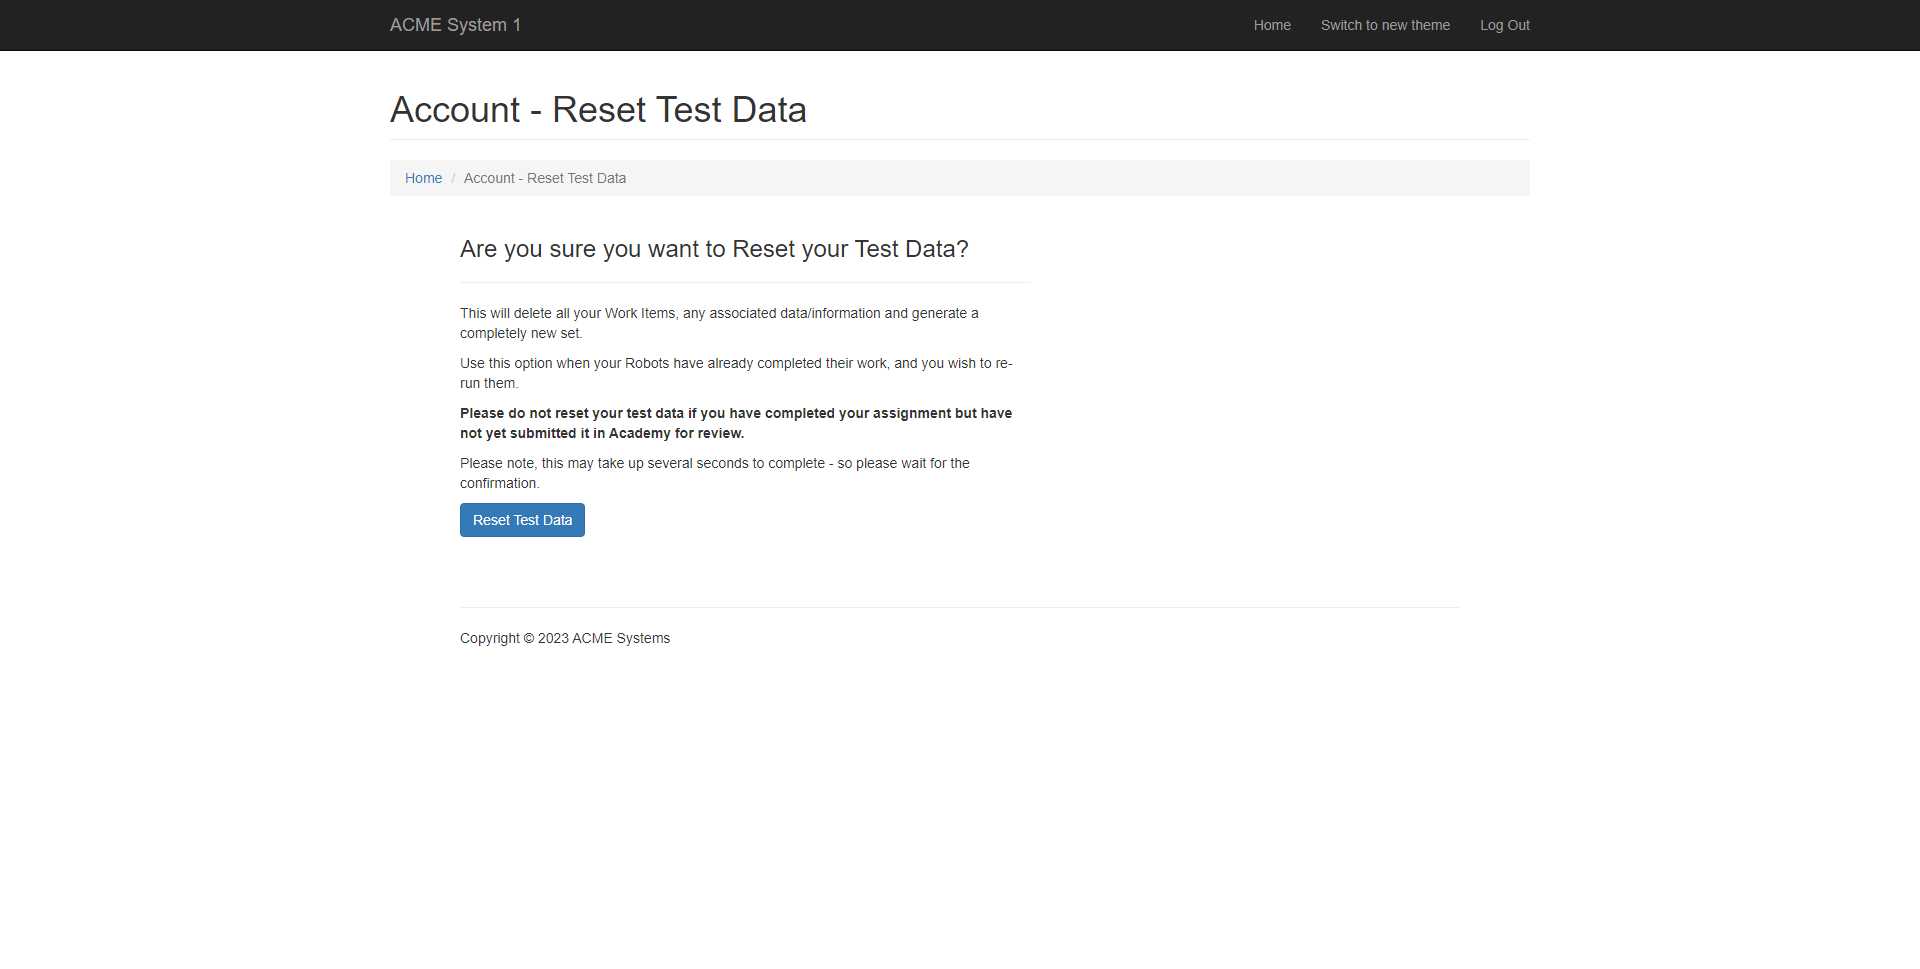 ACME System 1
Home
Switch to new theme
Log Out
Account - Reset Test Data
Home / Account - Reset Test Data
Are you sure you want to Reset your Test Data?
This will delete all your Work Items, any associated data/information and generate a
completely new set.
Use this option when your Robots have already completed their work, and you wish to re-
run them.
Please do not reset your test data if you have completed your assignment but have
not yet submitted it in Academy for review.
Please note, this may take up several seconds to complete - so please wait for the
confirmation.
Reset Test Data
Copyright © 2023 ACME Systems